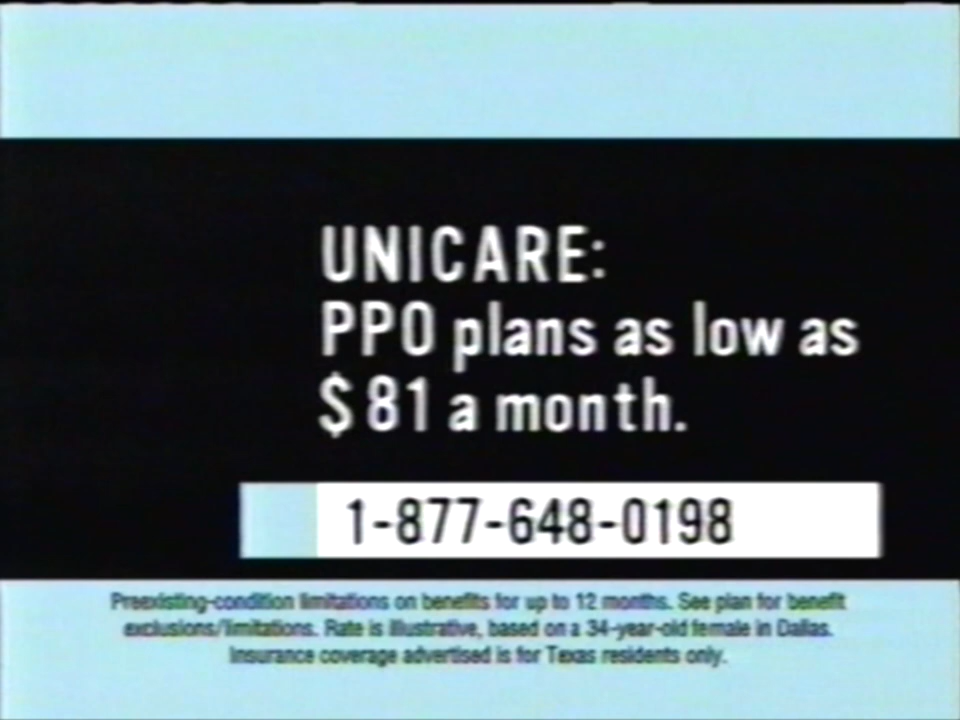 UNICARE:
PPO plans as low as
$81 a month.
1-877-648-0198
Preexisting-condition limitations on benefits for up to 12 months. See plan for benefit
exclusions/limitations. Rate is illustrative, based on a 34-year-old female in Dallas.
Insurance coverage advertised is for Texas residents only.